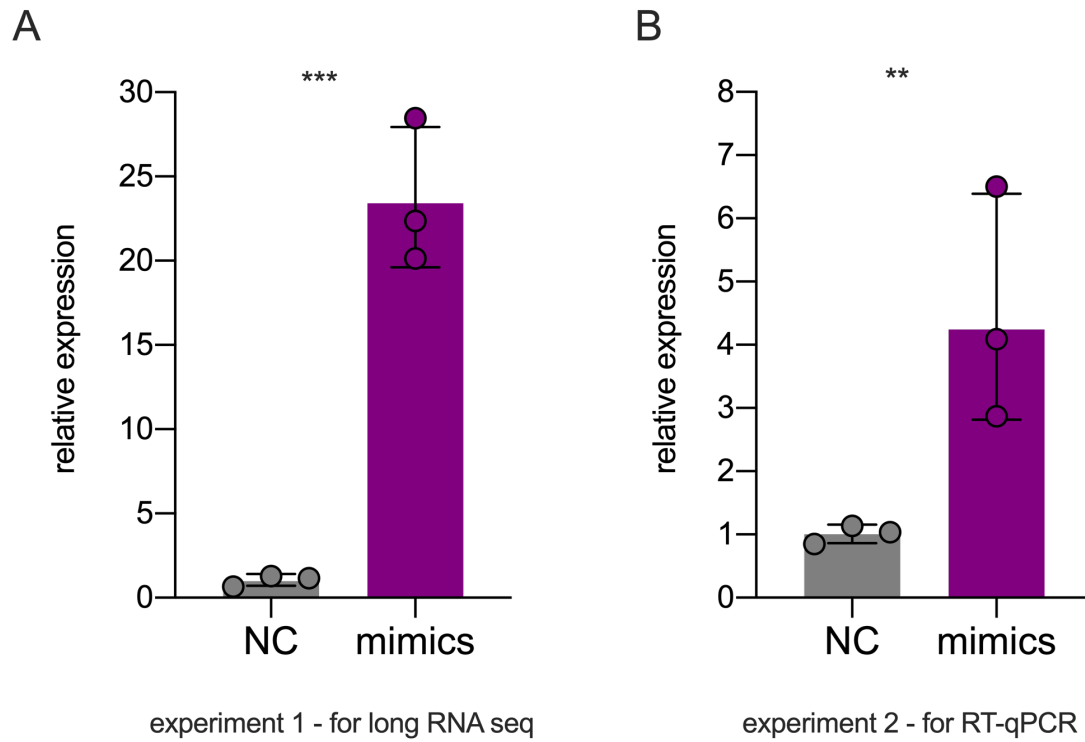 A
***
30
25
20
15
10
5
0
relative expression
NC mimics
experiment 1 - for long RNA seq
B
**
8
7
6
5
4
3
2
1
0
relative expression
NC mimics
experiment 2 - for RT-qPCR